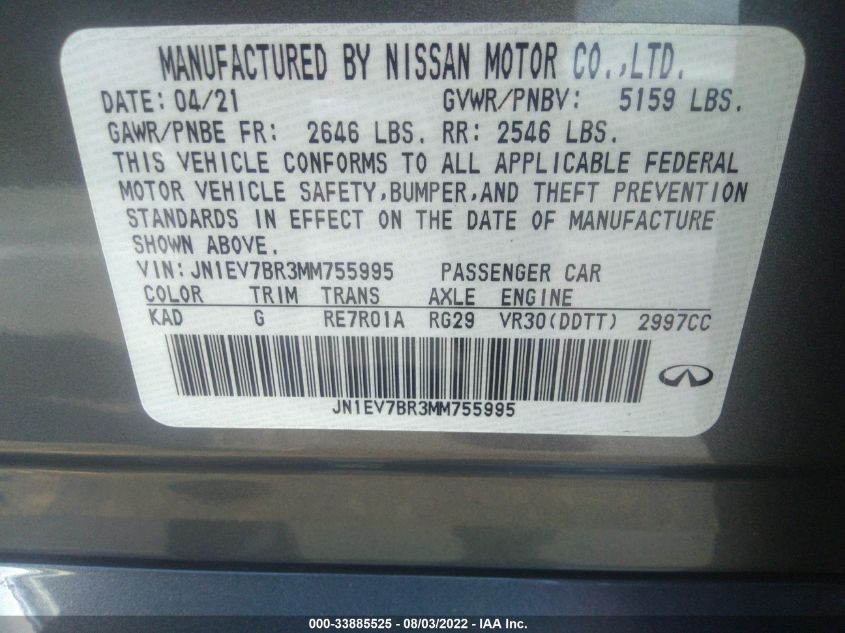 MANUFACTURED BY NISSAN MOTOR CO.,LTD.
DATE: 04/21 GVWR/PNBV: 5159 LBS.
GAWR/PNBE FR: 2646 LBS. RR: 2546 LBS.
THIS VEHICLE CONFORMS TO ALL APPLICABLE FEDERAL
MOTOR VEHICLE SAFETY,BUMPER,AND THEFT PREVENTION
STANDARDS IN EFFECT ON THE DATE OF MANUFACTURE
SHOWN ABOVE.
VIN:JN1EV7BR3MM755995 PASSENGER CAR
COLOR TRIM TRANS AXLE ENGINE
KAD G RE7R01A RG29 VR30(DDTT) 2997CC
JN1EV7BR3MM755995
000-33885525 - 08/03/2022 - IAA Inc.